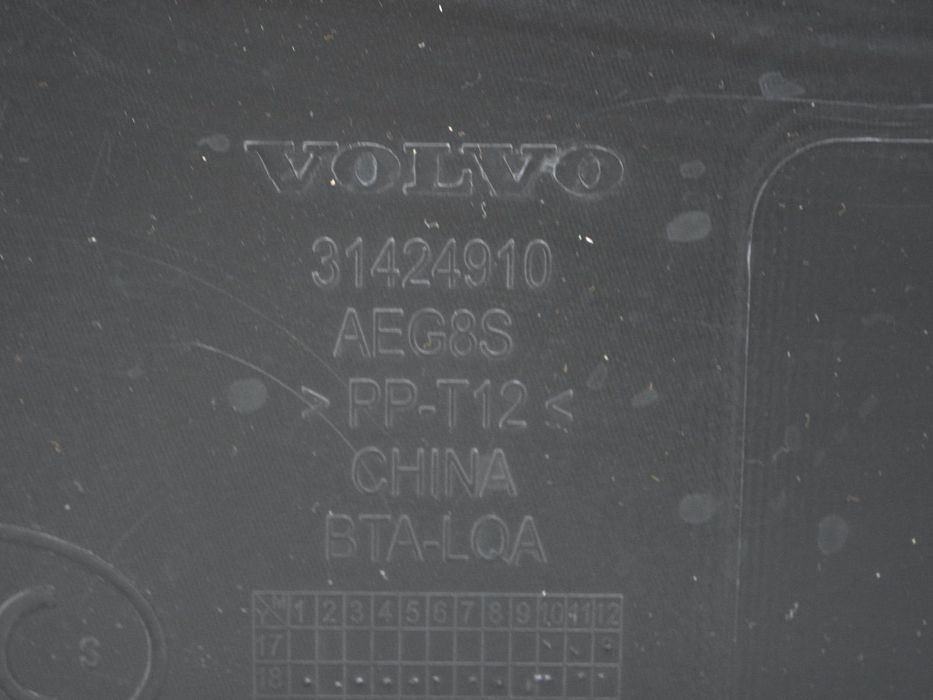 VOLVO
31424910
AEG8S
> PP-T12 <
CHINA
BTA-LQA
Y M 1 2 3 4 5 6 7 8 9 10 11 12
17
18
S